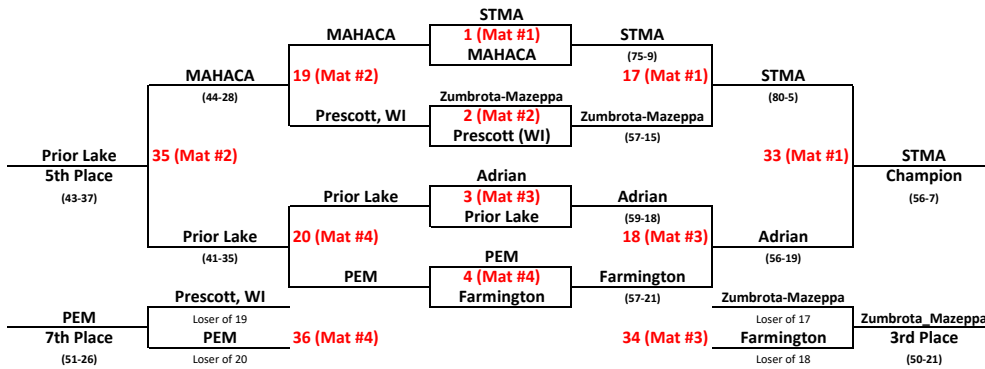 STMA
MAHACA 1 (Mat #1) STMA
MAHACA (75-9)
MAHACA 19 (Mat #2) 17 (Mat #1) STMA
(44-28) (80-5)
Zumbrota-Mazeppa
Prescott, WI 2 (Mat #2) Zumbrota-Mazeppa
Prescott (WI) (57-15)
Prior Lake 35 (Mat #2) 33 (Mat #1) STMA
5th Place Champion
(43-37) (56-7)
Adrian
Prior Lake 3 (Mat #3) Adrian
Prior Lake (59-18)
Prior Lake 20 (Mat #4) 18 (Mat #3) Adrian
(41-35) (56-19)
PEM
PEM 4 (Mat #4) Farmington
Farmington (57-21)
Prescott, WI Zumbrota-Mazeppa
Loser of 19 Loser of 17
PEM Zumbrota_Mazeppa
7th Place PEM 36 (Mat #4) 34 (Mat #3) Farmington 3rd Place
(51-26) Loser of 20 Loser of 18 (50-21)